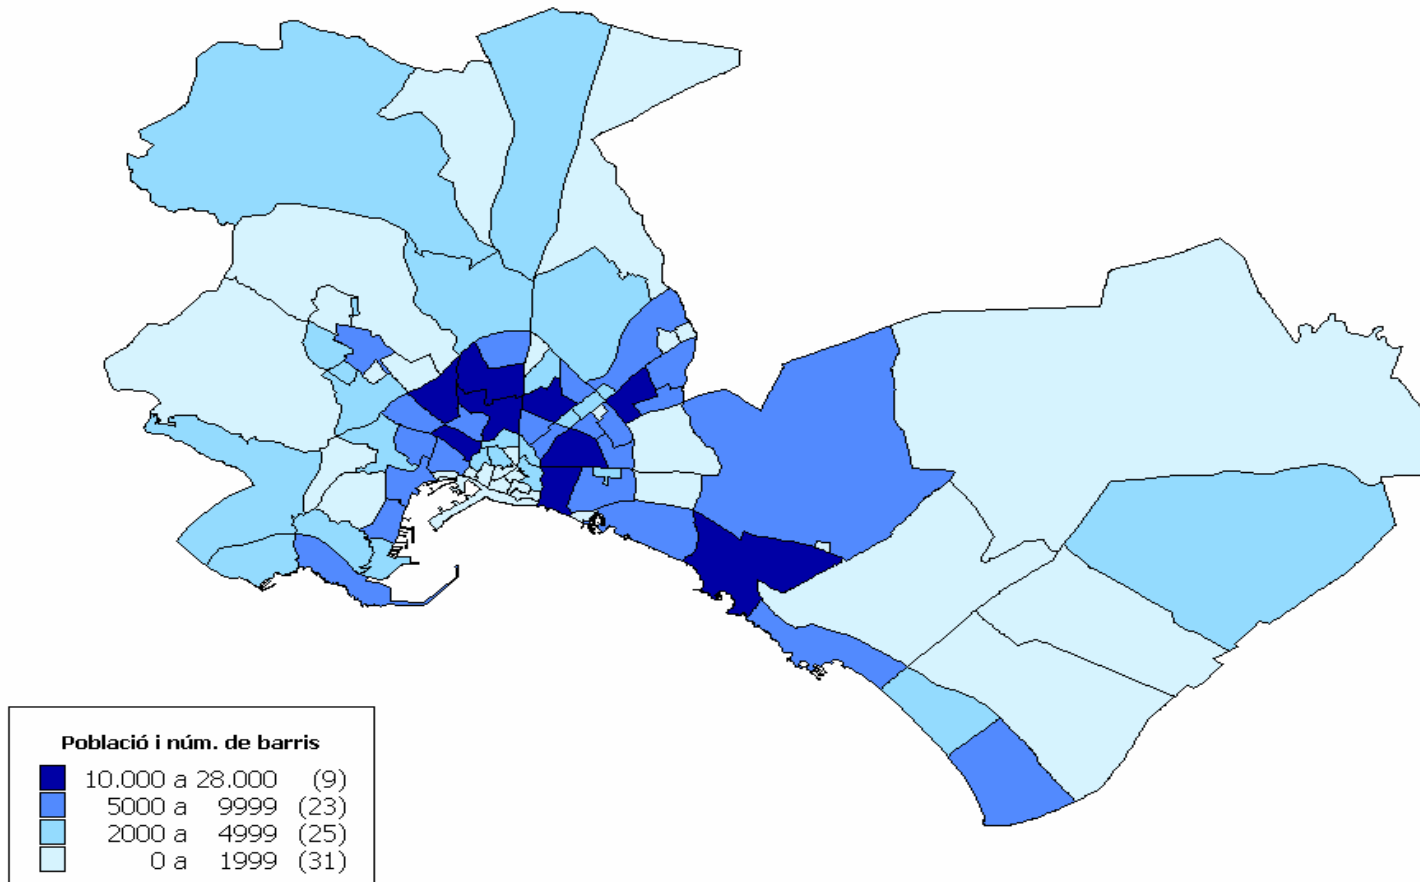 Població i núm. de barris
10.000 a 28.000 (9)
5000 a 9999 (23)
2000 a 4999 (25)
0 a 1999 (31)